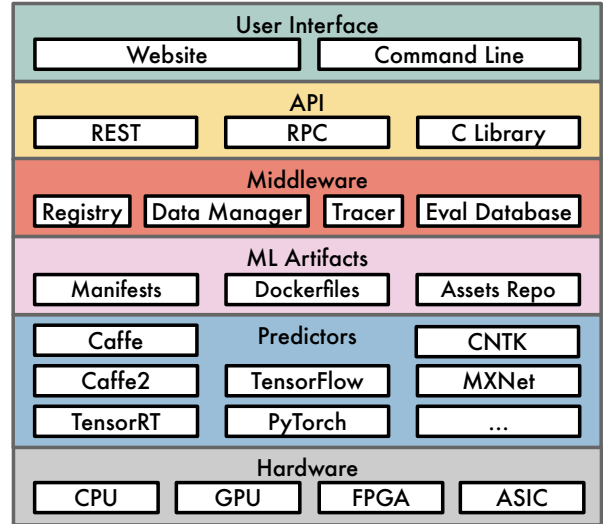 User Interface
Website Command Line
API
REST RPC C Library
Middleware
Registry Data Manager Tracer Eval Database
ML Artifacts
Manifests Dockerfiles Assets Repo
Caffe Predictors CNTK
Caffe2 TensorFlow MXNet
TensorRT PyTorch ...
Hardware
CPU GPU FPGA ASIC